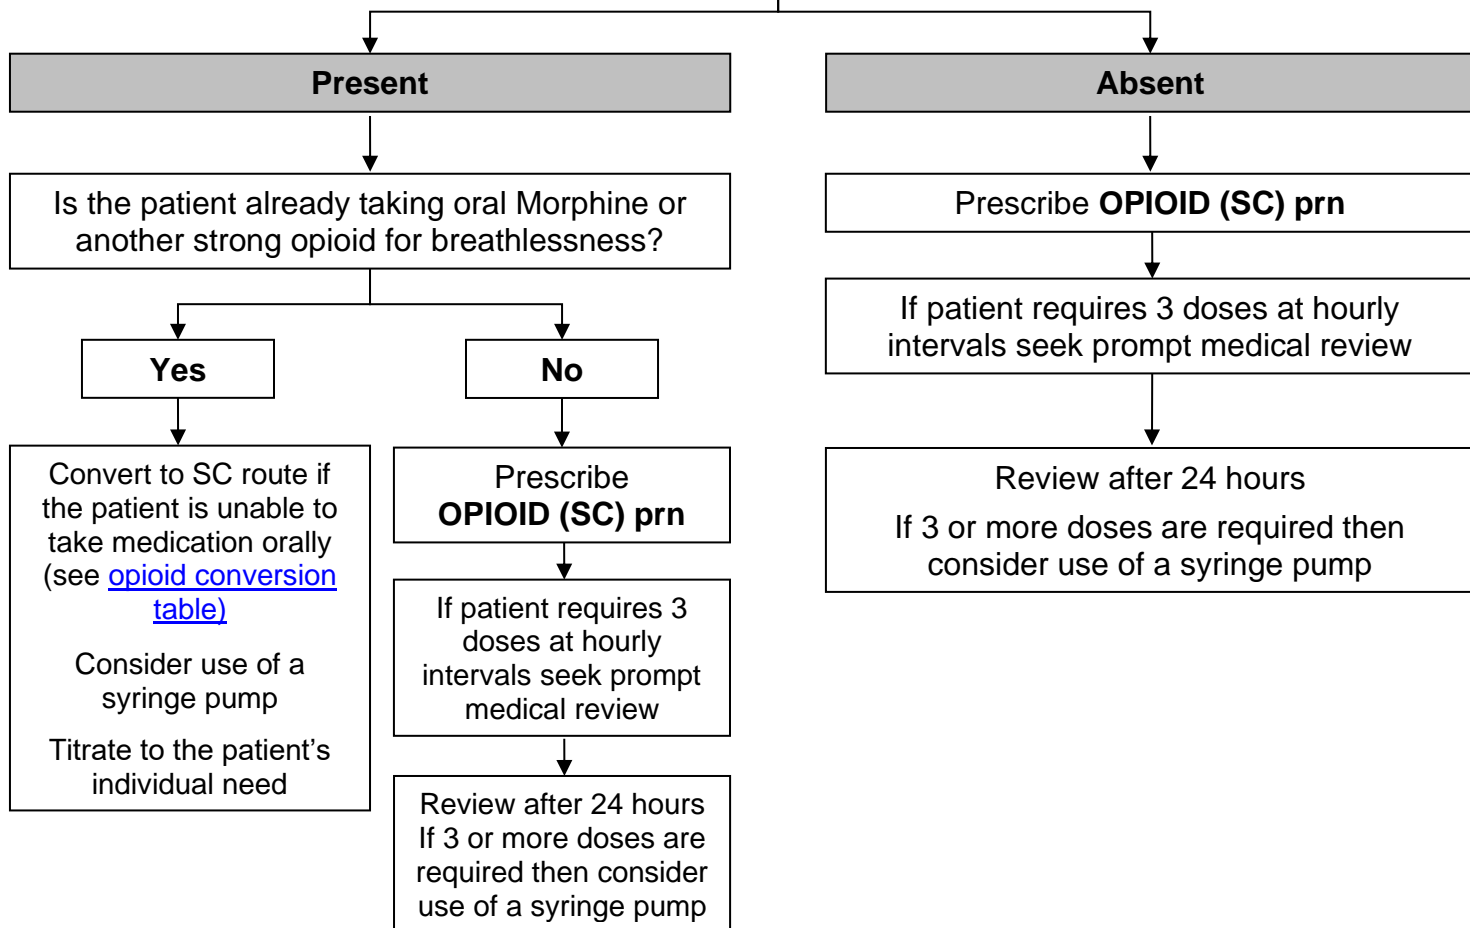 Present
Is the patient already taking oral Morphine or
another strong opioid for breathlessness?
Yes
Convert to SC route if
the patient is unable to
take medication orally
(see opioid conversion
table)
Consider use of a
syringe pump
Titrate to the patient’s
individual need
No
Prescribe
OPIOID (SC) prn
If patient requires 3
doses at hourly
intervals seek prompt
medical review
Review after 24 hours
If 3 or more doses are
required then consider
use of a syringe pump
Absent
Prescribe OPIOID (SC) prn
If patient requires 3 doses at hourly
intervals seek prompt medical review
Review after 24 hours
If 3 or more doses are required then
consider use of a syringe pump